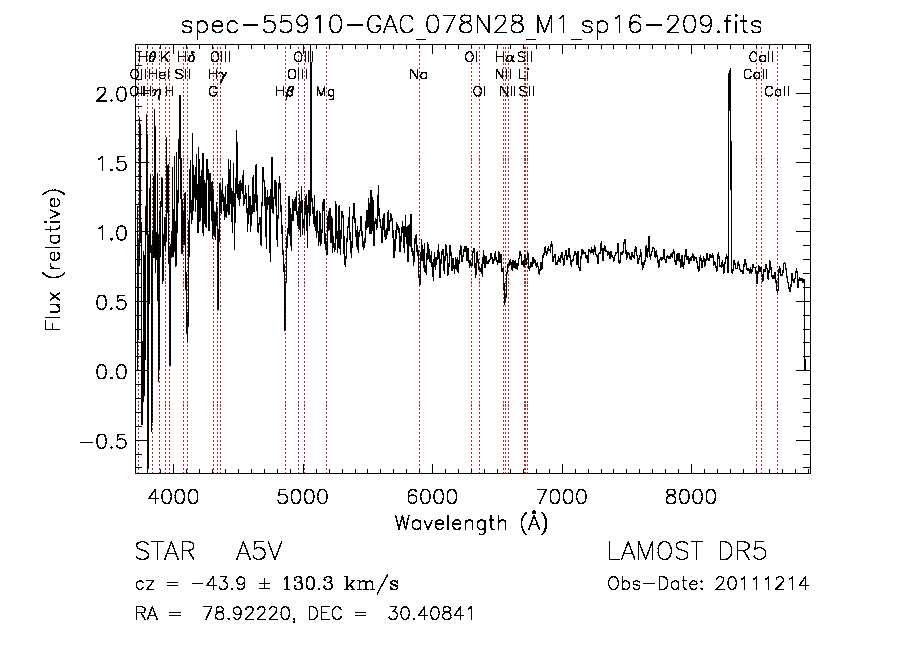 spec-55910-GAC_078N28_M1_sp16-209.fits
Hθ K Hδ OIII OIII OI Hα SII CaII
OII HeI SII Hγ OIII Na NII Li CaII
OII Hη H G Hβ Mg OI NII SII CaII
2.0
1.5
1.0
0.5
0.0
−0.5
Flux (relative)
4000 5000 6000 7000 8000
Wavelength (Å)
STAR A5V LAMOST DR5
cz = −43.9 ± 130.3 km/s Obs-Date: 20111214
RA = 78.92220, DEC = 30.40841